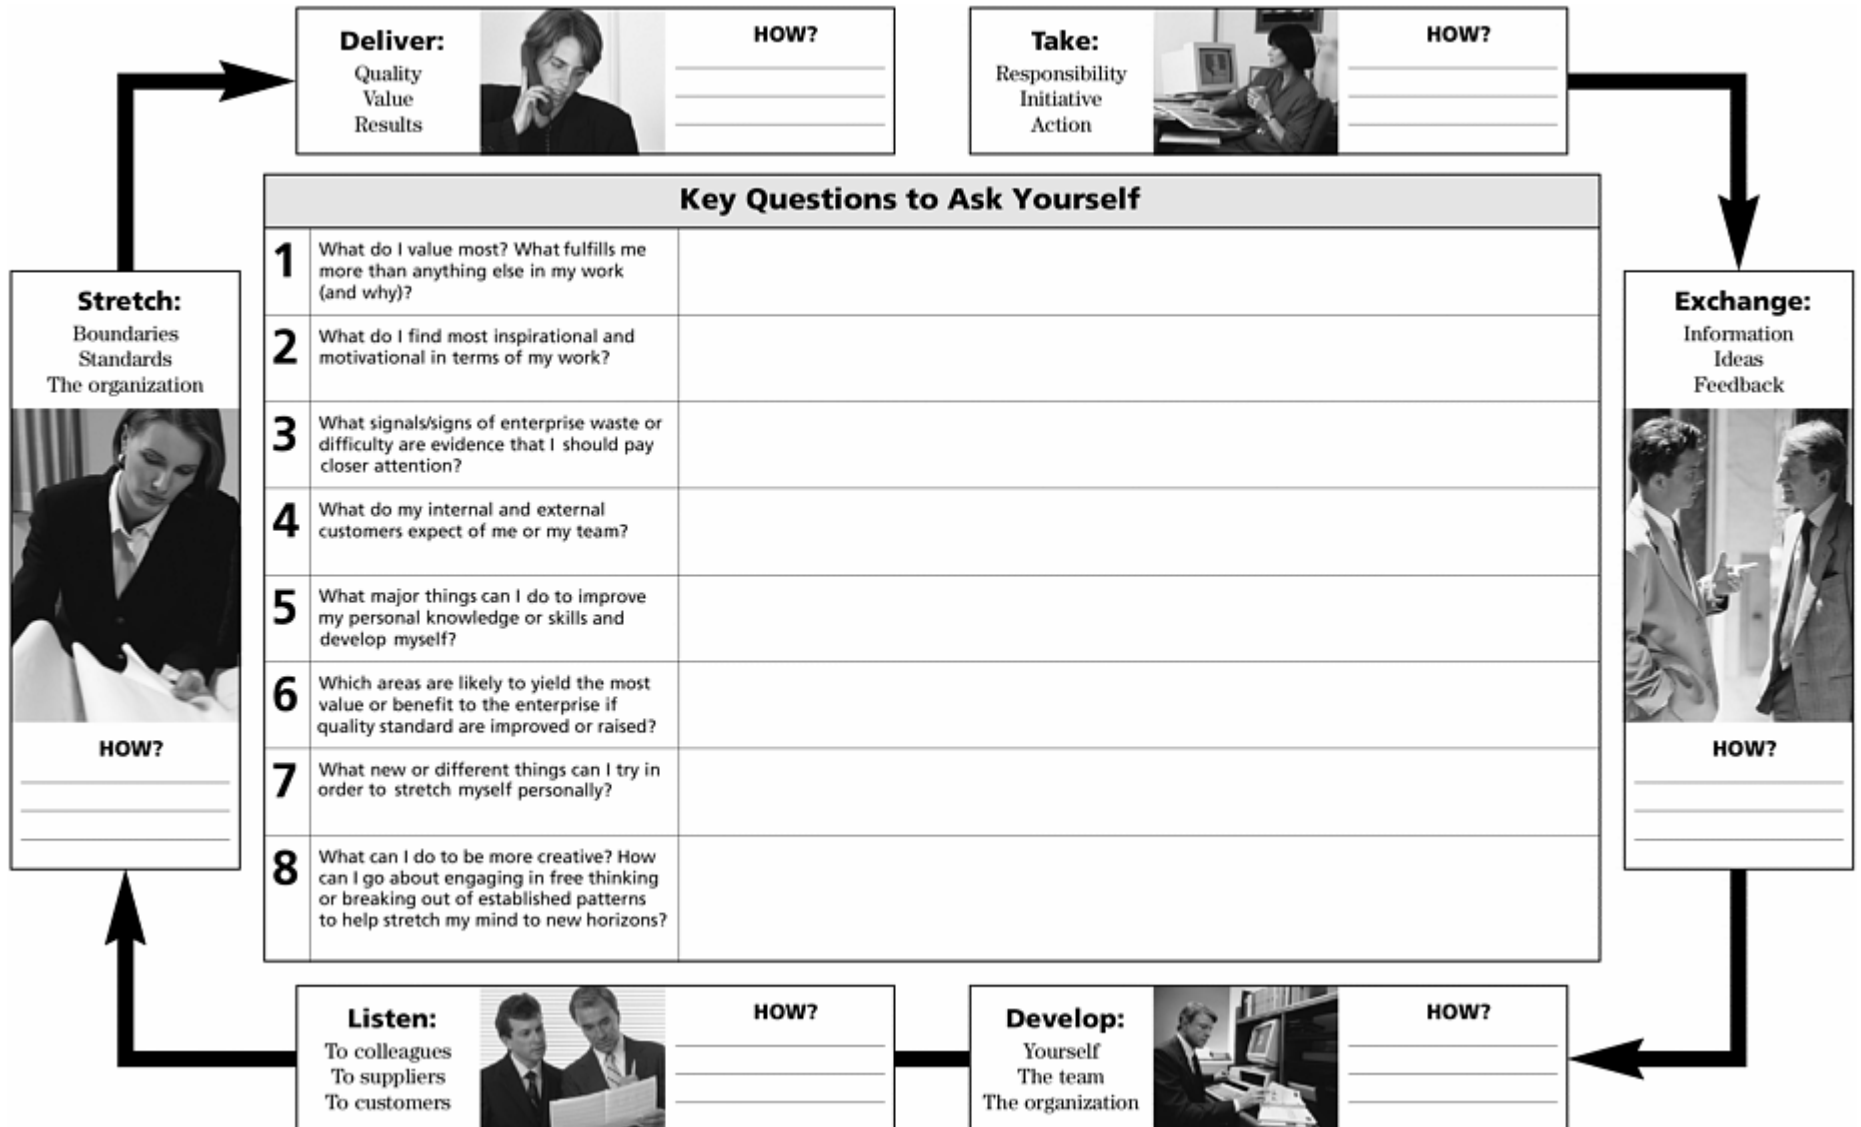 Deliver:
Quality
Value
Results
HOW?
Take:
Responsibility
Initiative
Action
HOW?
Stretch:
Boundaries
Standards
The organization
HOW?
Key Questions to Ask Yourself
1
What do I value most? What fulfills me
more than anything else in my work
(and why)?
2
What do I find most inspirational and
motivational in terms of my work?
3
What signals/signs of enterprise waste or
difficulty are evidence that I should pay
closer attention?
4
What do my internal and external
customers expect of me or my team?
5
What major things can I do to improve
my personal knowledge or skills and
develop myself?
6
Which areas are likely to yield the most
value or benefit to the enterprise if
quality standard are improved or raised?
7
What new or different things can I try in
order to stretch myself personally?
8
What can I do to be more creative? How
can I go about engaging in free thinking
or breaking out of established patterns
to help stretch my mind to new horizons?
Exchange:
Information
Ideas
Feedback
HOW?
Listen:
To colleagues
To suppliers
To customers
HOW?
Develop:
Yourself
The team
The organization
HOW?